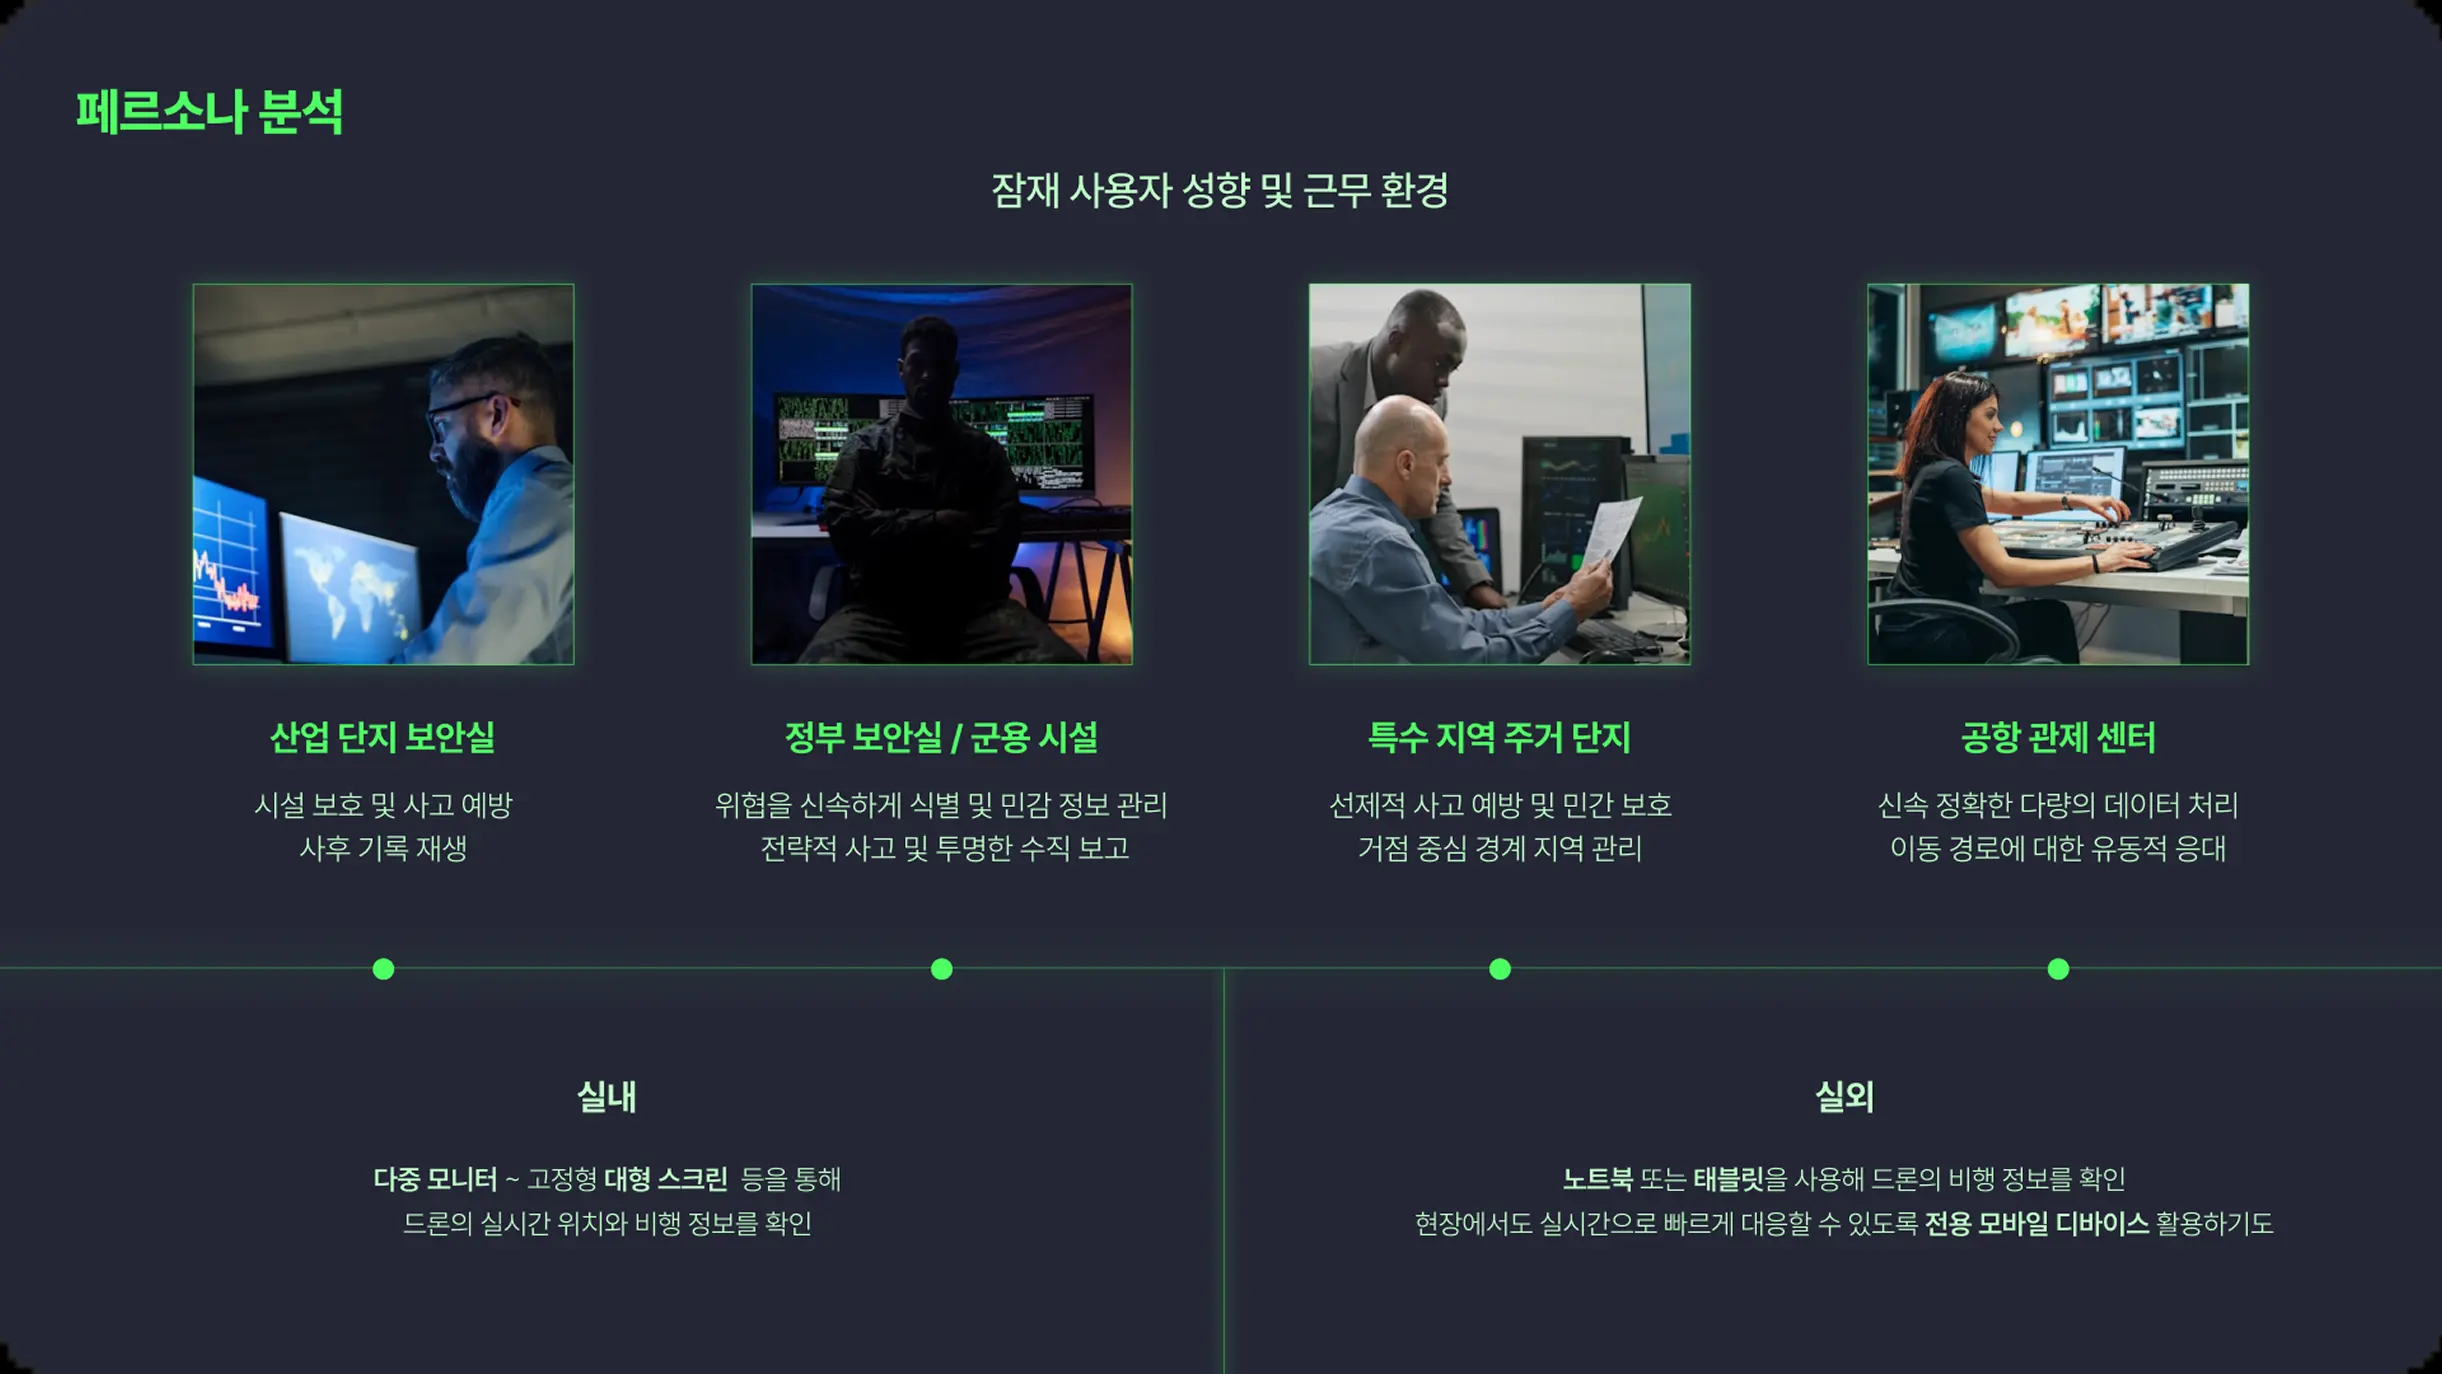 페르소나 분석
잠재 사용자 성향 및 근무 환경
산업 단지 보안실
시설 보호 및 사고 예방
사후 기록 재생
정부 보안실 / 군용 시설
위협을 신속하게 식별 및 민감 정보 관리
전략적 사고 및 투명한 수직 보고
특수 지역 주거 단지
선제적 사고 예방 및 민간 보호
거점 중심 경계 지역 관리
공항 관제 센터
신속 정확한 다량의 데이터 처리
이동 경로에 대한 유동적 응대
실내
다중 모니터 ~ 고정형 대형 스크린 등을 통해
드론의 실시간 위치와 비행 정보를 확인
실외
노트북 또는 태블릿을 사용해 드론의 비행 정보를 확인
현장에서도 실시간으로 빠르게 대응할 수 있도록 전용 모바일 디바이스 활용하기도